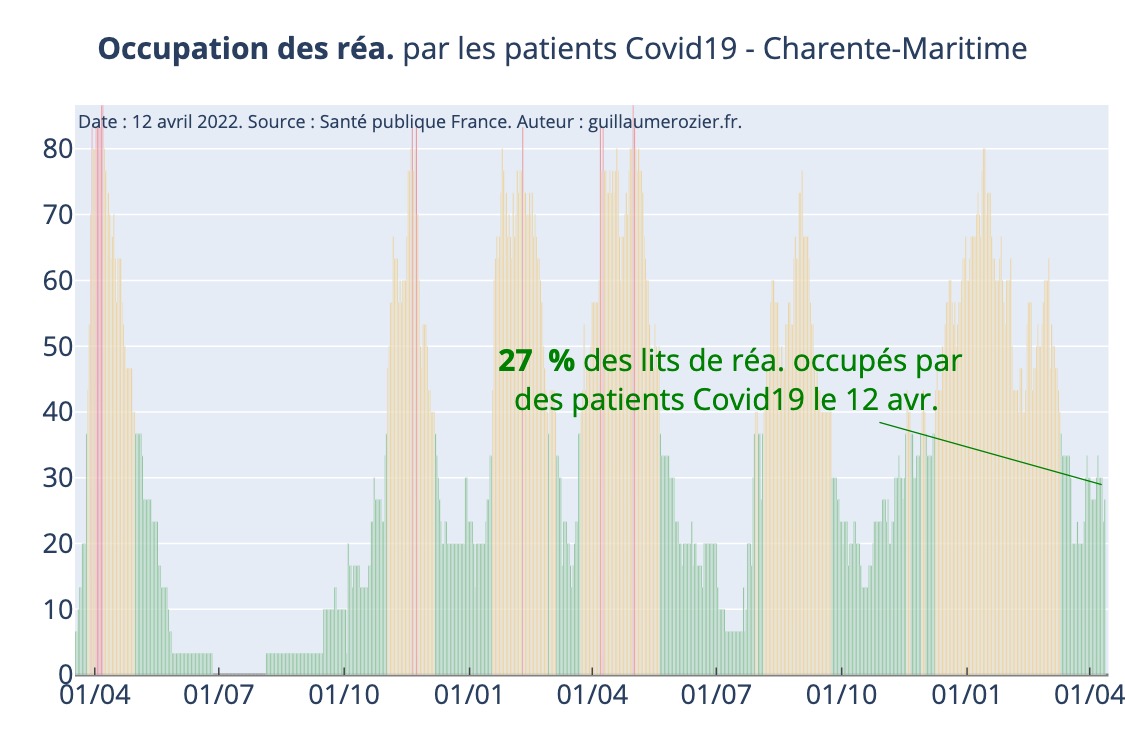 Occupation des réa. par les patients Covid19 - Charente-Maritime
Date : 12 avril 2022. Source : Santé publique France. Auteur : guillaumerozier.fr.
80
70
60
50
40
30
20
10
0
27 % des lits de réa. occupés par
des patients Covid19 le 12 avr.
01/04 01/07 01/10 01/01 01/04 01/07 01/10 01/01 01/04